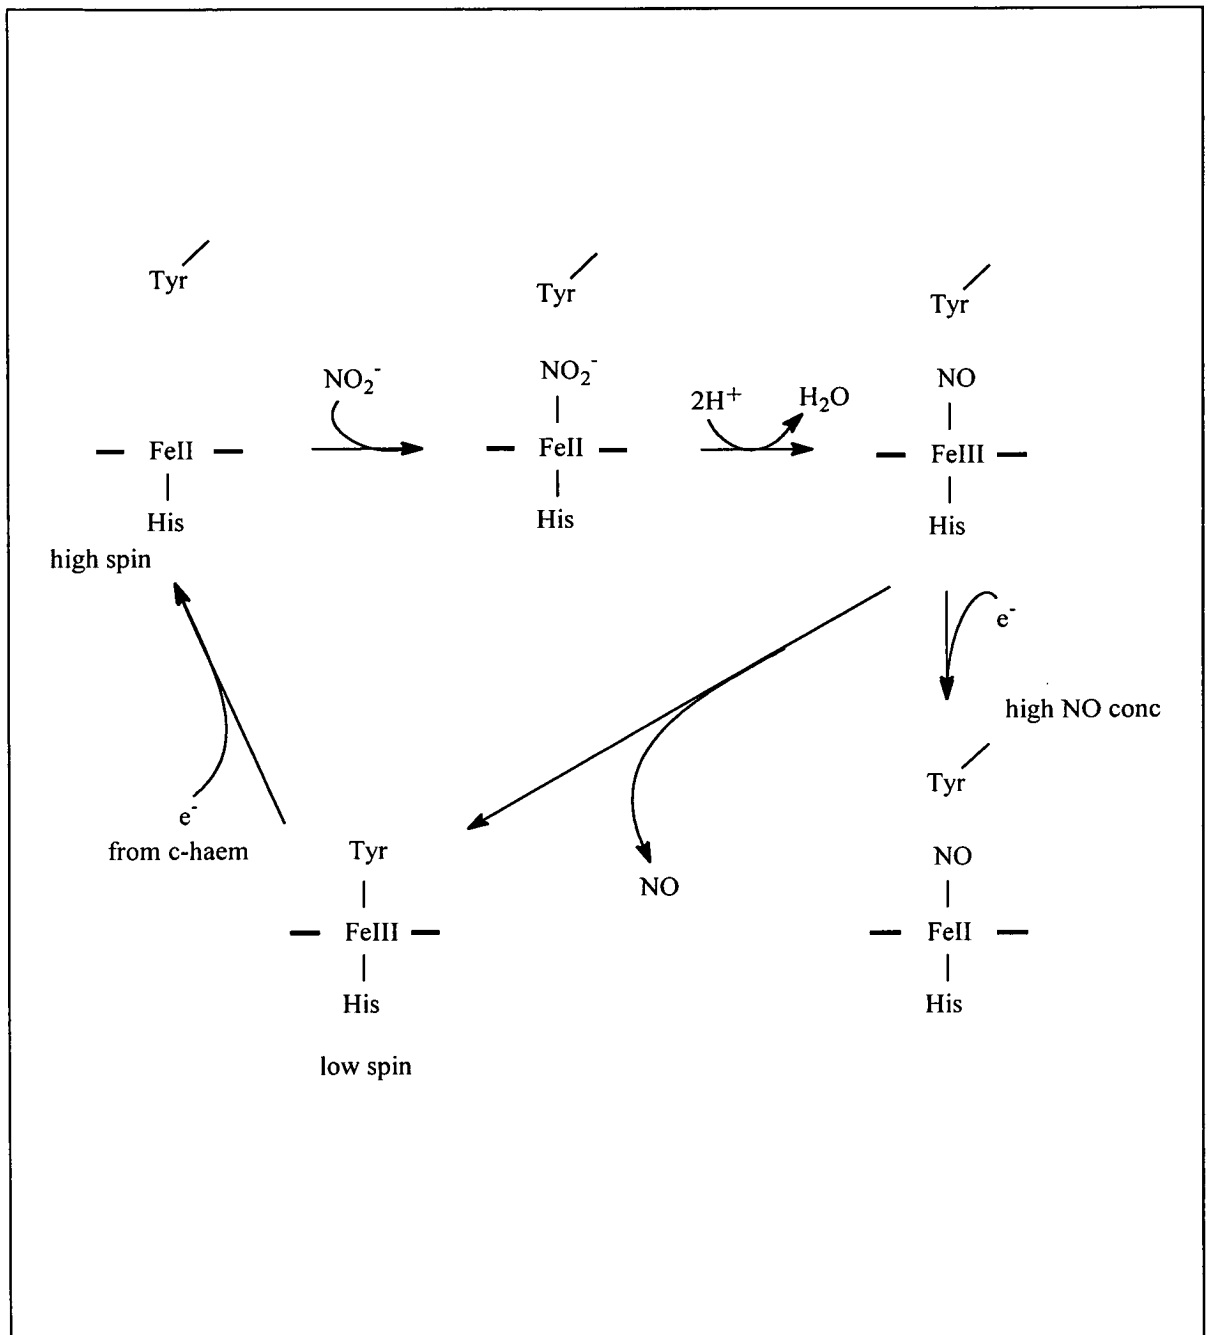 Tyr
Tyr
Tyr
NO₂⁻
NO₂⁻
2H⁺
H₂O
NO
FeII
FeII
FeIII
His
His
His
high spin
e⁻
high NO conc
Tyr
e⁻
from c-haem
Tyr
NO
NO
FeIII
FeII
His
His
low spin